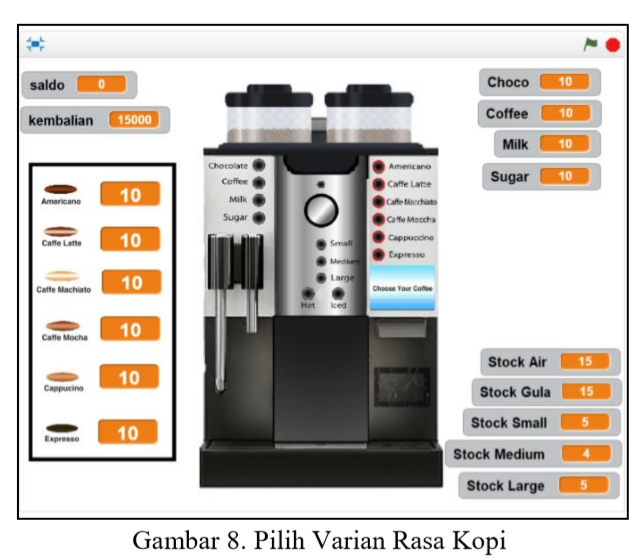 saldo 0
kembalian 15000
Americano 10
Caffe Latte 10
Caffe Machiato 10
Caffe Mocha 10
Cappucino 10
Expresso 10
Chocolate
Coffee
Milk
Sugar
Small
Medium
Large
Hot Iced
Americano
Caffe Latte
Caffe Macchiato
Caffe Moccha
Cappuccino
Expresso
Choose Your Coffee
Choco 10
Coffee 10
Milk 10
Sugar 10
Stock Air 15
Stock Gula 15
Stock Small 5
Stock Medium 4
Stock Large 5
Gambar 8. Pilih Varian Rasa Kopi